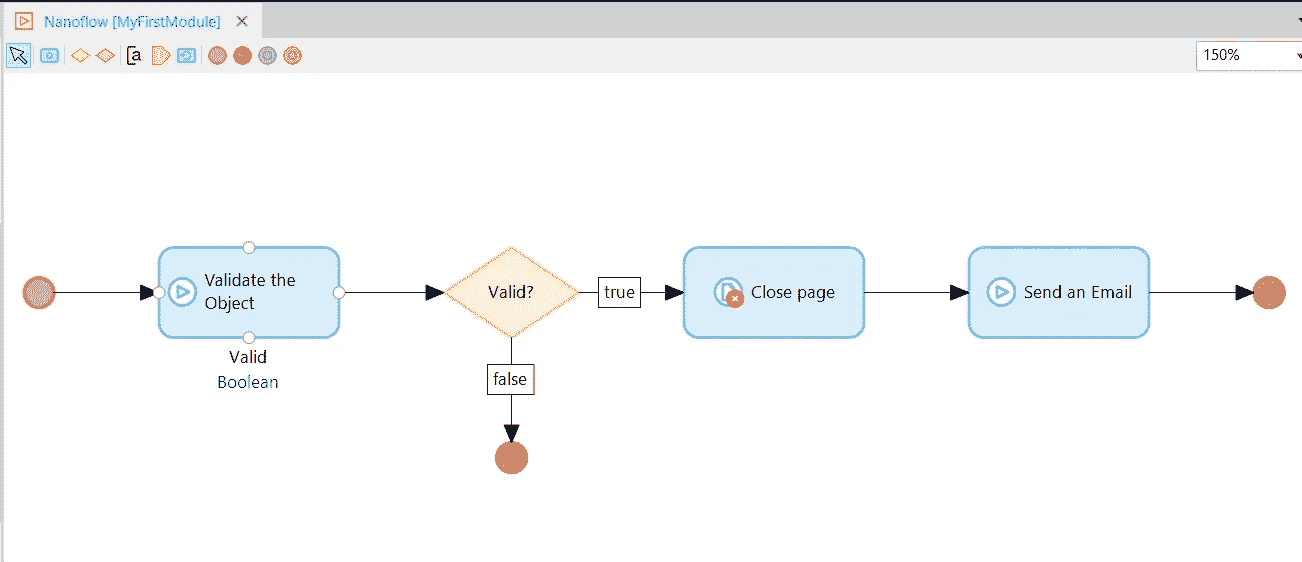 Nanoflow [MyFirstModule]
[a
150%
Validate the
Object
Valid
Boolean
Valid?
true
false
Close page
Send an Email